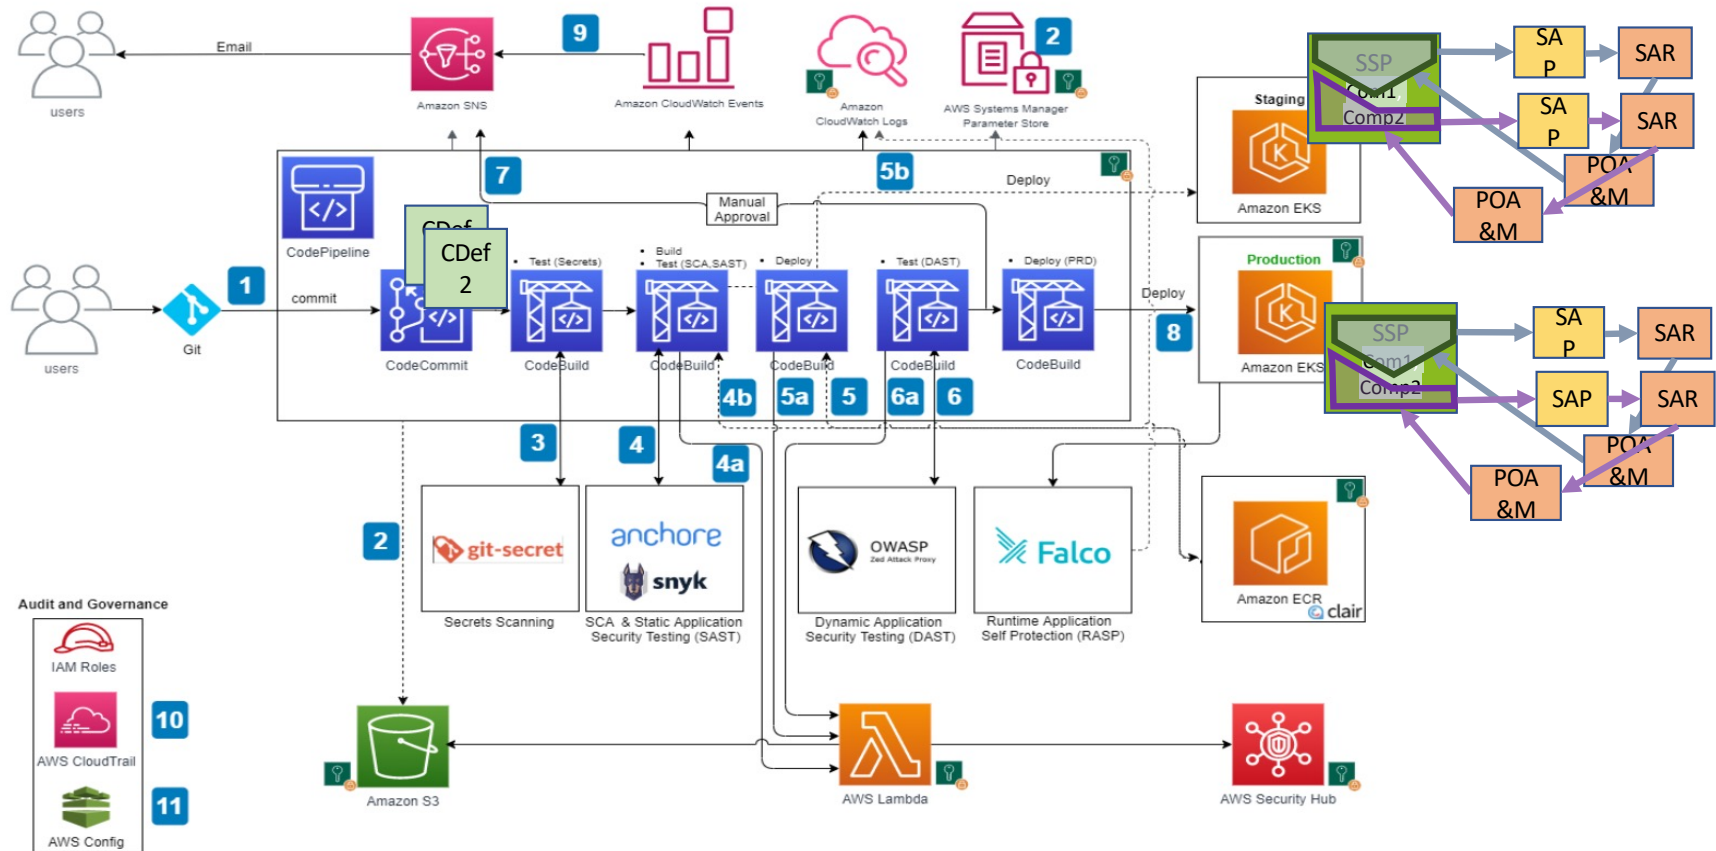 9
Email
users
Amazon SNS
Amazon CloudWatch Events
Amazon
CloudWatch Logs
2
AWS Systems Manager
Parameter Store
Staging
Amazon EKS
SSP
Com1,
Comp2
SA
P
SAR
SA
P
SAR
POA
&M
POA
&M
7
5b
Deploy
Manual
Approval
CodePipeline
CDef
CDef
2
• Test (Secrets)
• Build
• Test (SCA,SAST)
• Deploy
• Test (DAST)
• Deploy (PRD)
1
commit
Git
users
CodeCommit
CodeBuild
CodeBuild
CodeBuild
CodeBuild
CodeBuild
Deploy
8
Production
Amazon EKS
SSP
Com1,
Comp2
SA
P
SAR
SAP
SAR
POA
&M
POA
&M
4b
5a
5
6a
6
3
4
4a
2
git-secret
Secrets Scanning
anchore
snyk
SCA & Static Application
Security Testing (SAST)
OWASP
Zed Attack Proxy
Dynamic Application
Security Testing (DAST)
Falco
Runtime Application
Self Protection (RASP)
Amazon ECR
clair
Audit and Governance
IAM Roles
10
AWS CloudTrail
11
AWS Config
Amazon S3
AWS Lambda
AWS Security Hub